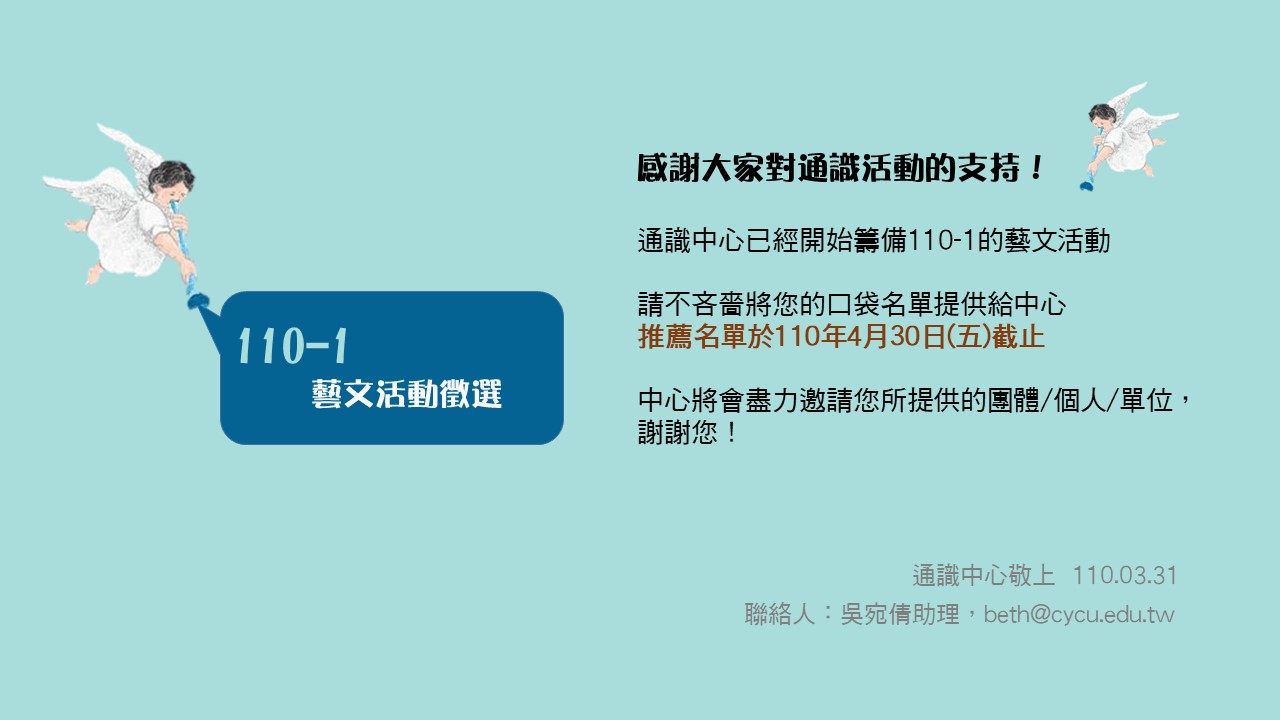 110-1
藝文活動徵選
感謝大家對通識活動的支持！
通識中心已經開始籌備110-1的藝文活動
請不吝嗇將您的口袋名單提供給中心
推薦名單於110年4月30日(五)截止
中心將會盡力邀請您所提供的團體/個人/單位，
謝謝您！
通識中心敬上 110.03.31
聯絡人：吳宛倩助理，beth@cycu.edu.tw